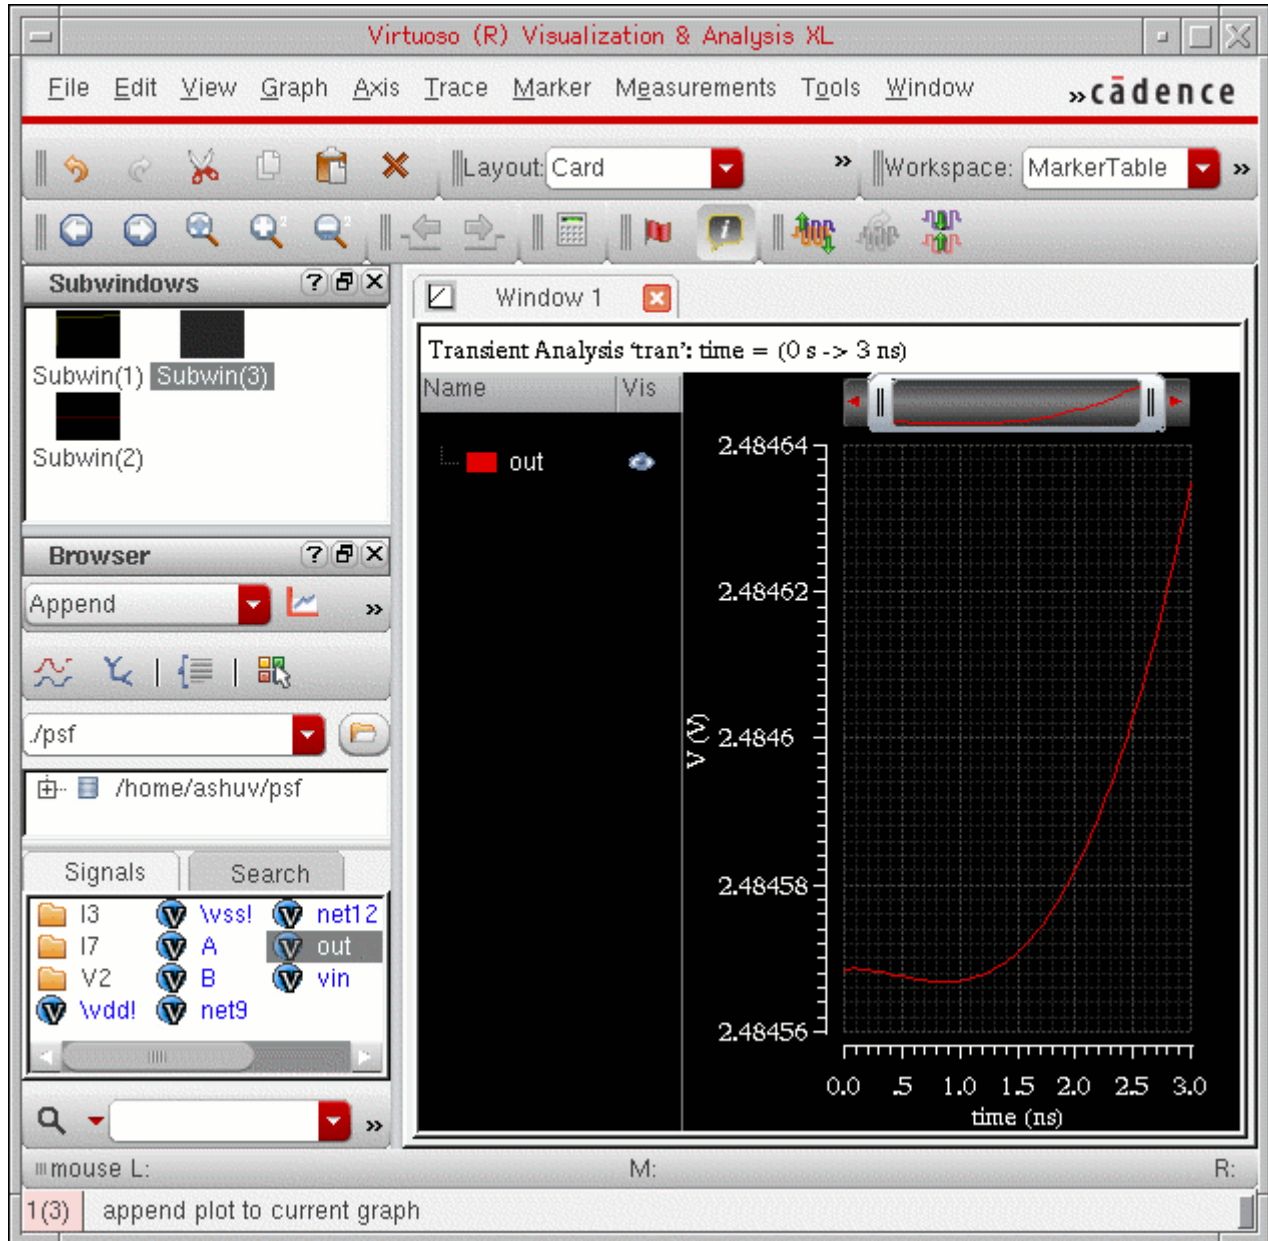 Virtuoso (R) Visualization & Analysis XL
File Edit View Graph Axis Trace Marker Measurements Tools Window cādence
Layout: Card » Workspace: MarkerTable »
Subwindows
Subwin(1) Subwin(3)
Subwin(2)
Browser
Append »
./psf
/home/ashuv/psf
Signals Search
I3 \vss! net12
I7 A out
V2 B vin
\vdd! net9
»
Window 1
Transient Analysis 'tran': time = (0 s -> 3 ns)
Name Vis
out
2.48464
2.48462
2.4846
2.48458
2.48456
V (V)
0.0 .5 1.0 1.5 2.0 2.5 3.0
time (ns)
mouse L: M: R:
1(3) append plot to current graph